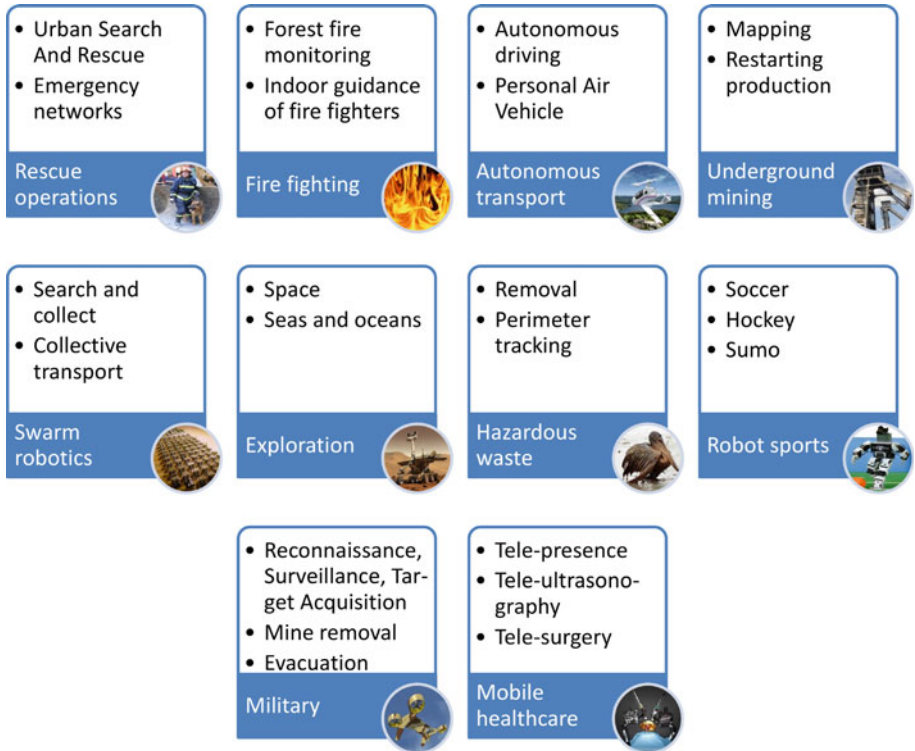 • Urban Search
And Rescue
• Emergency
networks
Rescue
operations
• Forest fire
monitoring
• Indoor guidance
of fire fighters
Fire fighting
• Autonomous
driving
• Personal Air
Vehicle
Autonomous
transport
• Mapping
• Restarting
production
Underground
mining
• Search and
collect
• Collective
transport
Swarm
robotics
• Space
• Seas and oceans
Exploration
• Removal
• Perimeter
tracking
Hazardous
waste
• Soccer
• Hockey
• Sumo
Robot sports
• Reconnaissance,
Surveillance, Tar-
get Acquisition
• Mine removal
• Evacuation
Military
• Tele-presence
• Tele-ultrasono-
graphy
• Tele-surgery
Mobile
healthcare